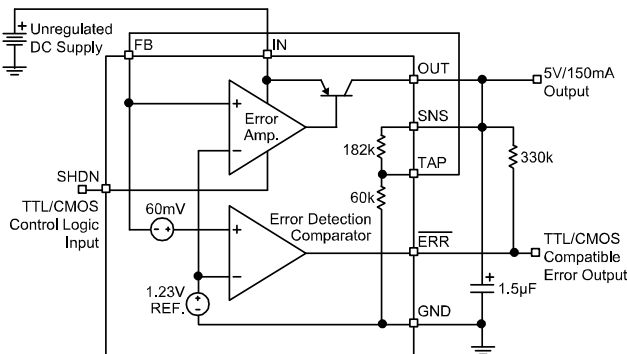 Unregulated
DC Supply
FB
IN
OUT
5V/150mA
Output
+
Error
Amp.
−
SNS
182k
330k
TAP
SHDN
TTL/CMOS
Control Logic
Input
60k
60mV
- +
+
Error Detection
Comparator
ERR
TTL/CMOS
Compatible
Error Output
−
1.23V
REF.
+
−
+
1.5µF
GND